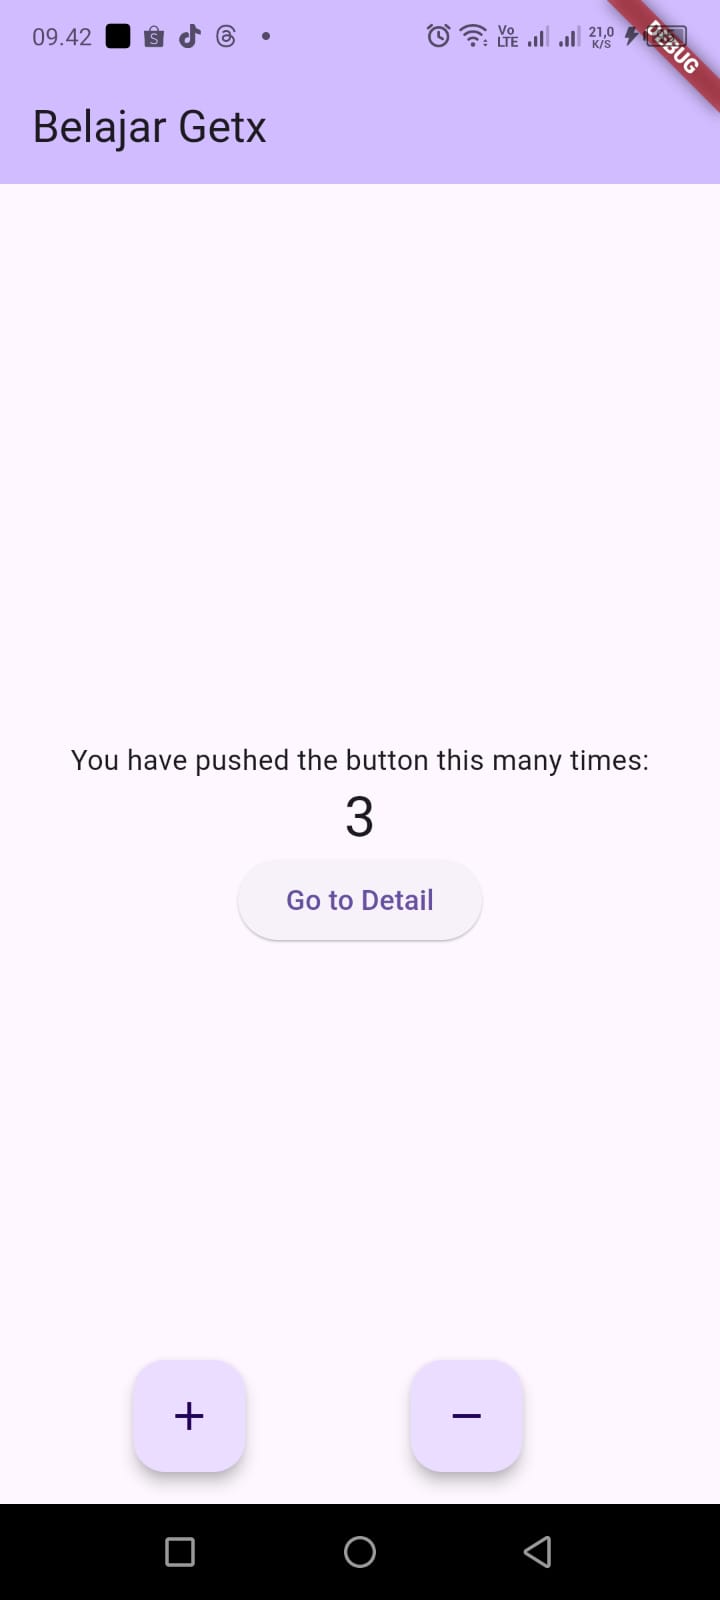 09.42
Vo LTE
21,0 K/S
DEBUG
Belajar Getx
You have pushed the button this many times:
3
Go to Detail
+
−